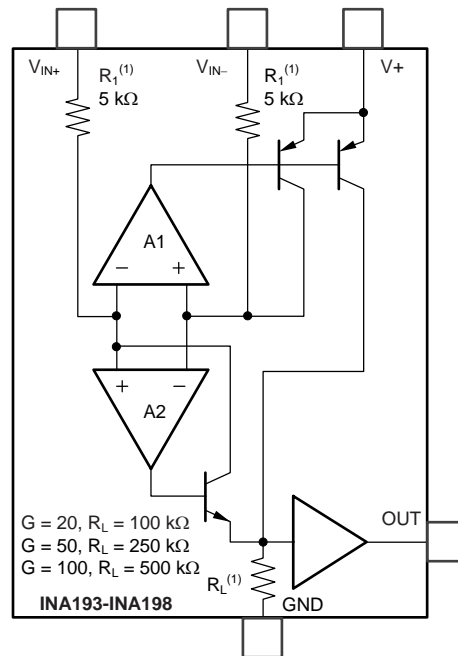 V_IN+
R_1^(1)
5 kΩ
V_IN–
R_1^(1)
5 kΩ
V+
A1
− +
+ −
A2
G = 20, R_L = 100 kΩ
G = 50, R_L = 250 kΩ
G = 100, R_L = 500 kΩ
R_L^(1)
OUT
INA193-INA198
GND